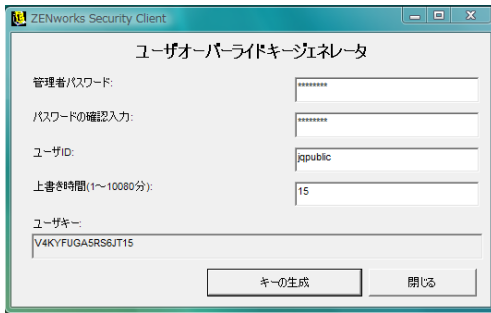 ZENworks Security Client
ユーザオーバーライドキージェネレータ
管理者パスワード:
********
パスワードの確認入力:
********
ユーザID:
jqpublic
上書き時間(1～10080分):
15
ユーザキー:
V4KYFUGA5RS6JT15
キーの生成
閉じる